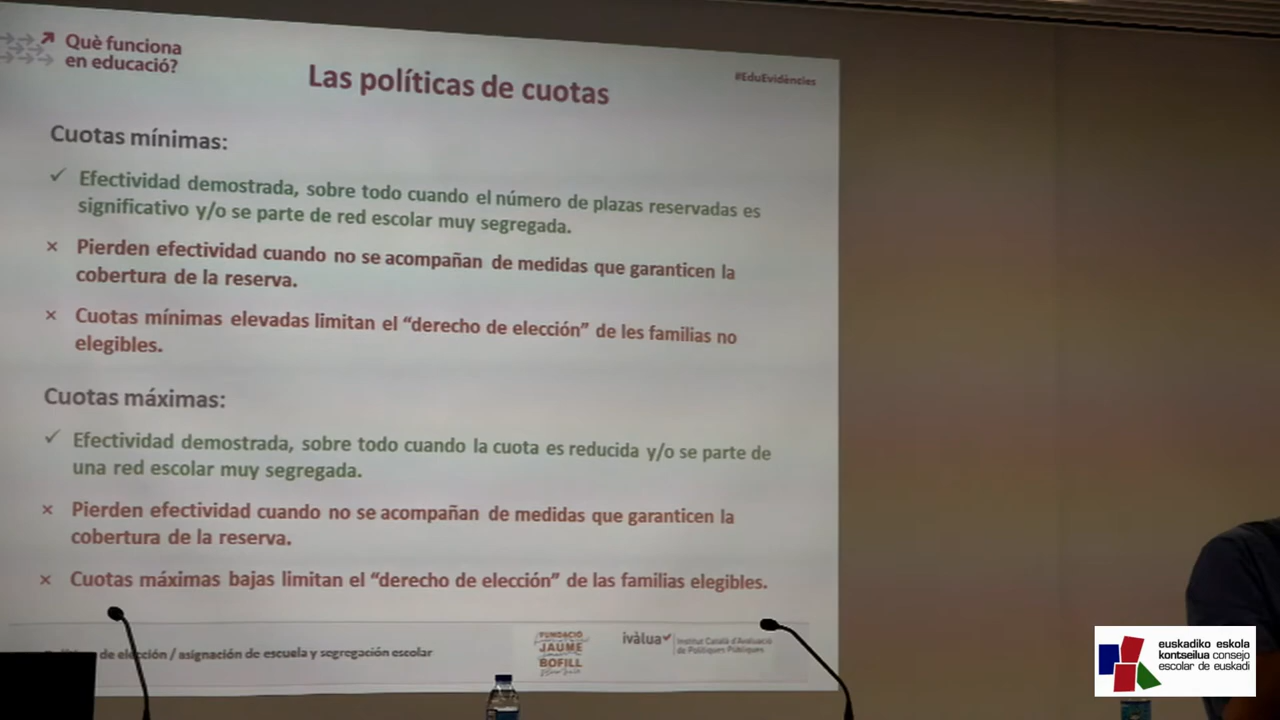 Què funciona
en educació?
Las políticas de cuotas
#EduEvidències
Cuotas mínimas:
✓ Efectividad demostrada, sobre todo cuando el número de plazas reservadas es
significativo y/o se parte de red escolar muy segregada.
× Pierden efectividad cuando no se acompañan de medidas que garanticen la
cobertura de la reserva.
× Cuotas mínimas elevadas limitan el “derecho de elección” de les familias no
elegibles.
Cuotas máximas:
✓ Efectividad demostrada, sobre todo cuando la cuota es reducida y/o se parte de
una red escolar muy segregada.
× Pierden efectividad cuando no se acompañan de medidas que garanticen la
cobertura de la reserva.
× Cuotas máximas bajas limitan el “derecho de elección” de las familias elegibles.
de elección / asignación de escuela y segregación escolar
FUNDACIÓ
JAUME
BOFILL
ivàlua
Institut Català d'Avaluació
de Polítiques Públiques
euskadiko eskola
kontseilua consejo
escolar de euskadi